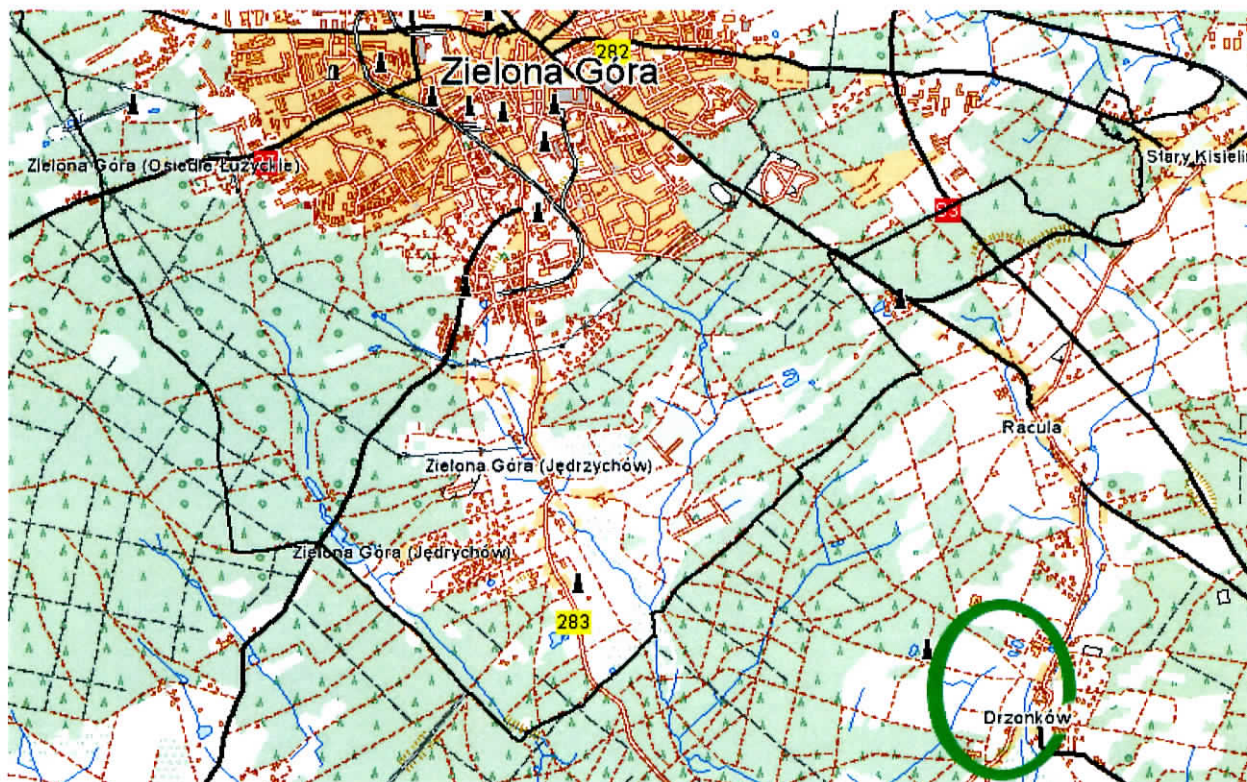 282
Zielona Góra
Zielona Góra (Osiedle Łużyckie)
Stary Kisielin
Racula
Zielona Góra (Jędrzychów)
Zielona Góra (Jędrychów)
283
Drzonków